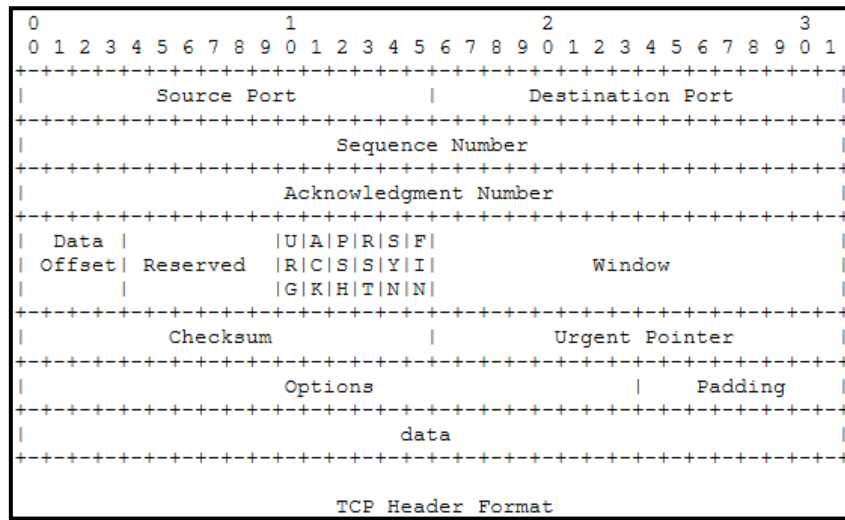 0                   1                   2                   3
0 1 2 3 4 5 6 7 8 9 0 1 2 3 4 5 6 7 8 9 0 1 2 3 4 5 6 7 8 9 0 1
+-+-+-+-+-+-+-+-+-+-+-+-+-+-+-+-+-+-+-+-+-+-+-+-+-+-+-+-+-+-+-+-+
|          Source Port          |       Destination Port        |
+-+-+-+-+-+-+-+-+-+-+-+-+-+-+-+-+-+-+-+-+-+-+-+-+-+-+-+-+-+-+-+-+
|                        Sequence Number                        |
+-+-+-+-+-+-+-+-+-+-+-+-+-+-+-+-+-+-+-+-+-+-+-+-+-+-+-+-+-+-+-+-+
|                    Acknowledgment Number                      |
+-+-+-+-+-+-+-+-+-+-+-+-+-+-+-+-+-+-+-+-+-+-+-+-+-+-+-+-+-+-+-+-+
|  Data |           |U|A|P|R|S|F|                               |
| Offset| Reserved  |R|C|S|S|Y|I|            Window             |
|       |           |G|K|H|T|N|N|                               |
+-+-+-+-+-+-+-+-+-+-+-+-+-+-+-+-+-+-+-+-+-+-+-+-+-+-+-+-+-+-+-+-+
|           Checksum            |         Urgent Pointer        |
+-+-+-+-+-+-+-+-+-+-+-+-+-+-+-+-+-+-+-+-+-+-+-+-+-+-+-+-+-+-+-+-+
|                    Options                    |    Padding    |
+-+-+-+-+-+-+-+-+-+-+-+-+-+-+-+-+-+-+-+-+-+-+-+-+-+-+-+-+-+-+-+-+
|                             data                              |
+-+-+-+-+-+-+-+-+-+-+-+-+-+-+-+-+-+-+-+-+-+-+-+-+-+-+-+-+-+-+-+-+
TCP Header Format